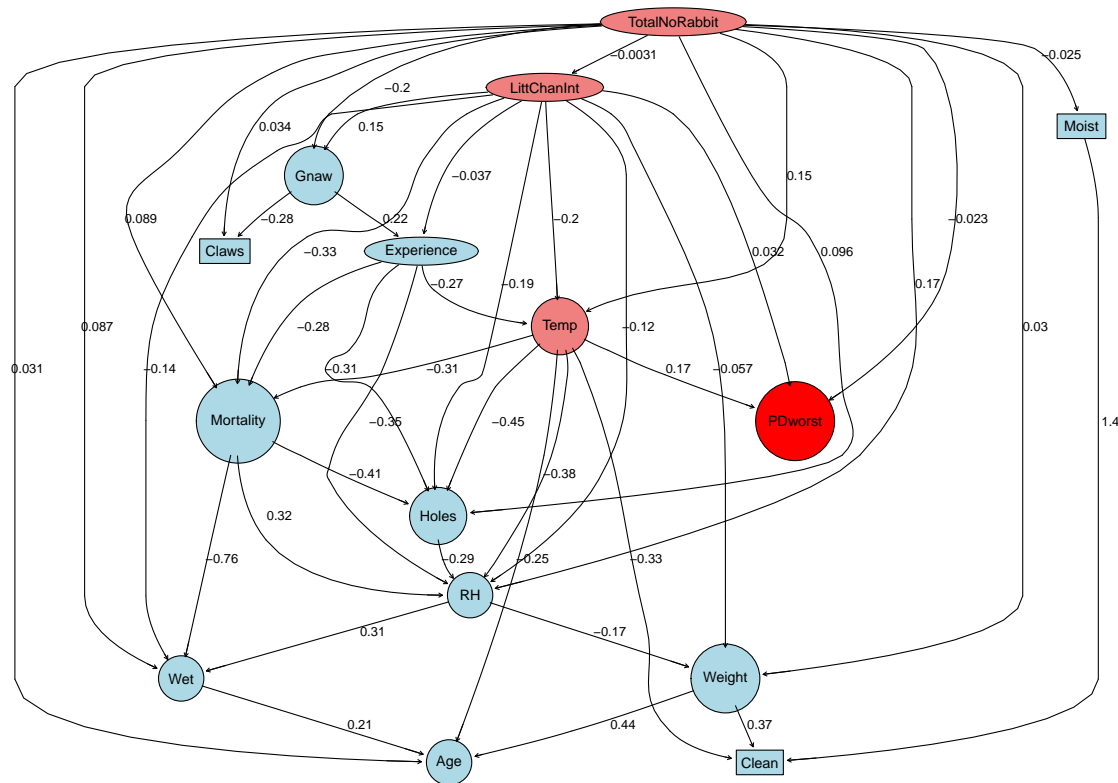 TotalNoRabbit
−0.0031
−0.025
LittChanInt
−0.2
0.034
0.15
Moist
Gnaw
−0.037
0.15
Claws
−0.28
0.22
0.089
−0.33
Experience
−0.2
−0.023
0.032
0.096
−0.27
−0.19
0.17
Temp
0.087
−0.28
−0.12
0.03
0.031
−0.14
−0.31
−0.31
0.17
−0.057
Mortality
−0.35
−0.45
PDworst
1.4
−0.41
−0.38
Holes
0.32
−0.76
−0.29
−0.25
−0.33
RH
0.31
−0.17
Wet
Weight
0.21
0.44
0.37
Age
Clean